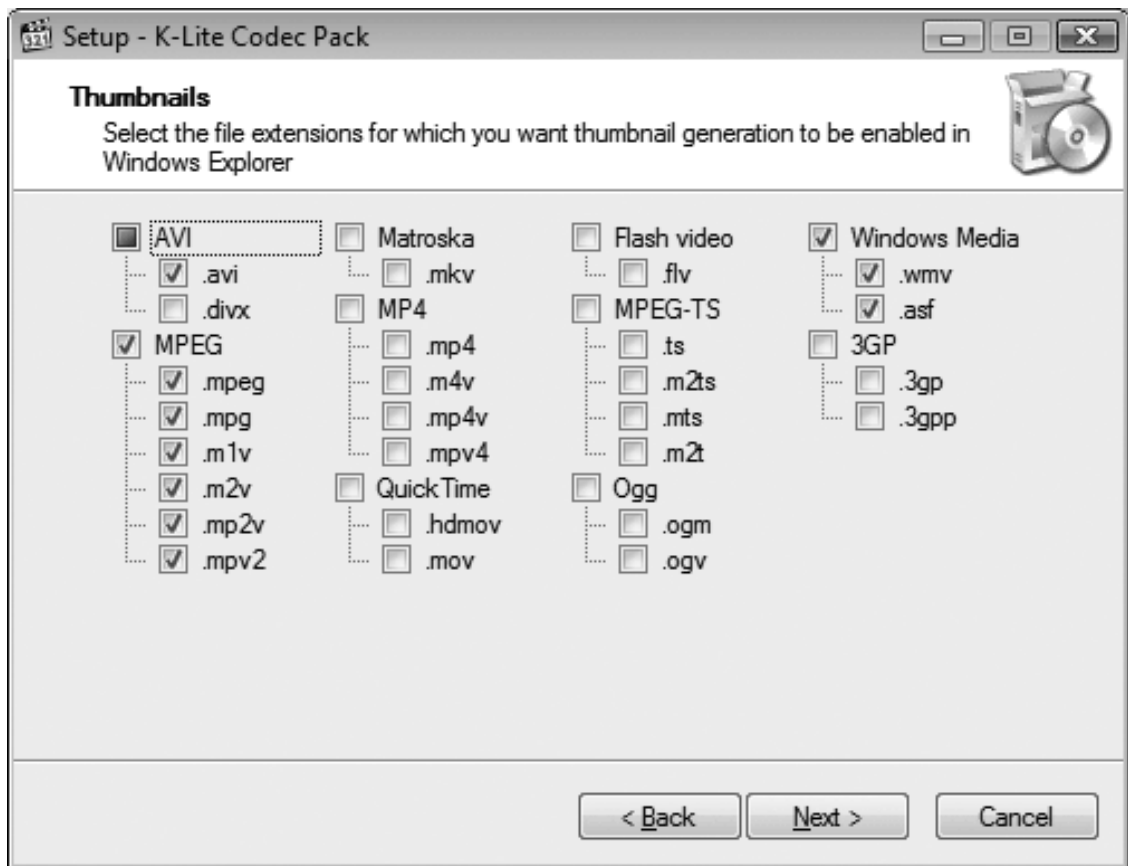 Setup - K-Lite Codec Pack
Thumbnails
Select the file extensions for which you want thumbnail generation to be enabled in
Windows Explorer
AVI
.avi
.divx
MPEG
.mpeg
.mpg
.m1v
.m2v
.mp2v
.mpv2
Matroska
.mkv
MP4
.mp4
.m4v
.mp4v
.mpv4
QuickTime
.hdmov
.mov
Flash video
.flv
MPEG-TS
.ts
.m2ts
.mts
.m2t
Ogg
.ogm
.ogv
Windows Media
.wmv
.asf
3GP
.3gp
.3gpp
< Back
Next >
Cancel